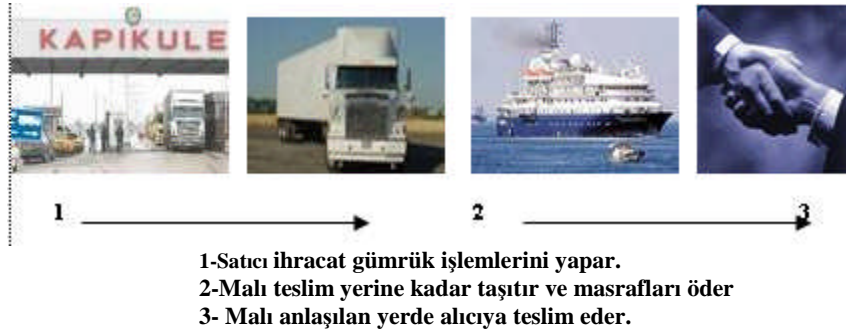 KAPIKULE
1 2 3
1-Satıcı ihracat gümrük işlemlerini yapar.
2-Malı teslim yerine kadar taşıtır ve masrafları öder
3- Malı anlaşılan yerde alıcıya teslim eder.